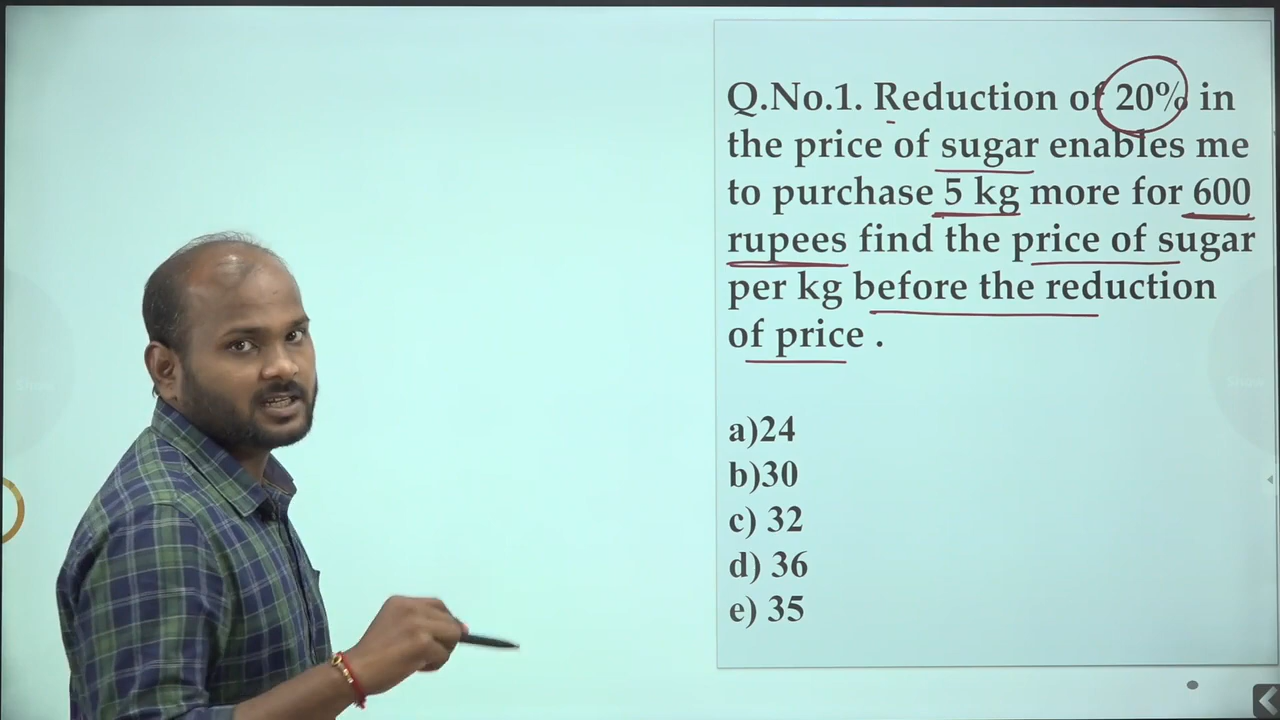 Q.No.1. Reduction of 20% in
the price of sugar enables me
to purchase 5 kg more for 600
rupees find the price of sugar
per kg before the reduction
of price .
a)24
b)30
c) 32
d) 36
e) 35